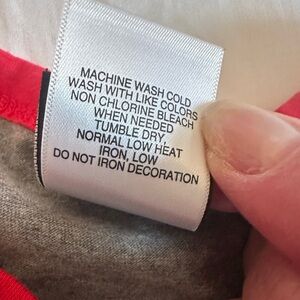 MACHINE WASH COLD
WASH WITH LIKE COLORS
NON CHLORINE BLEACH
WHEN NEEDED
TUMBLE DRY
NORMAL LOW HEAT
IRON, LOW
DO NOT IRON DECORATION